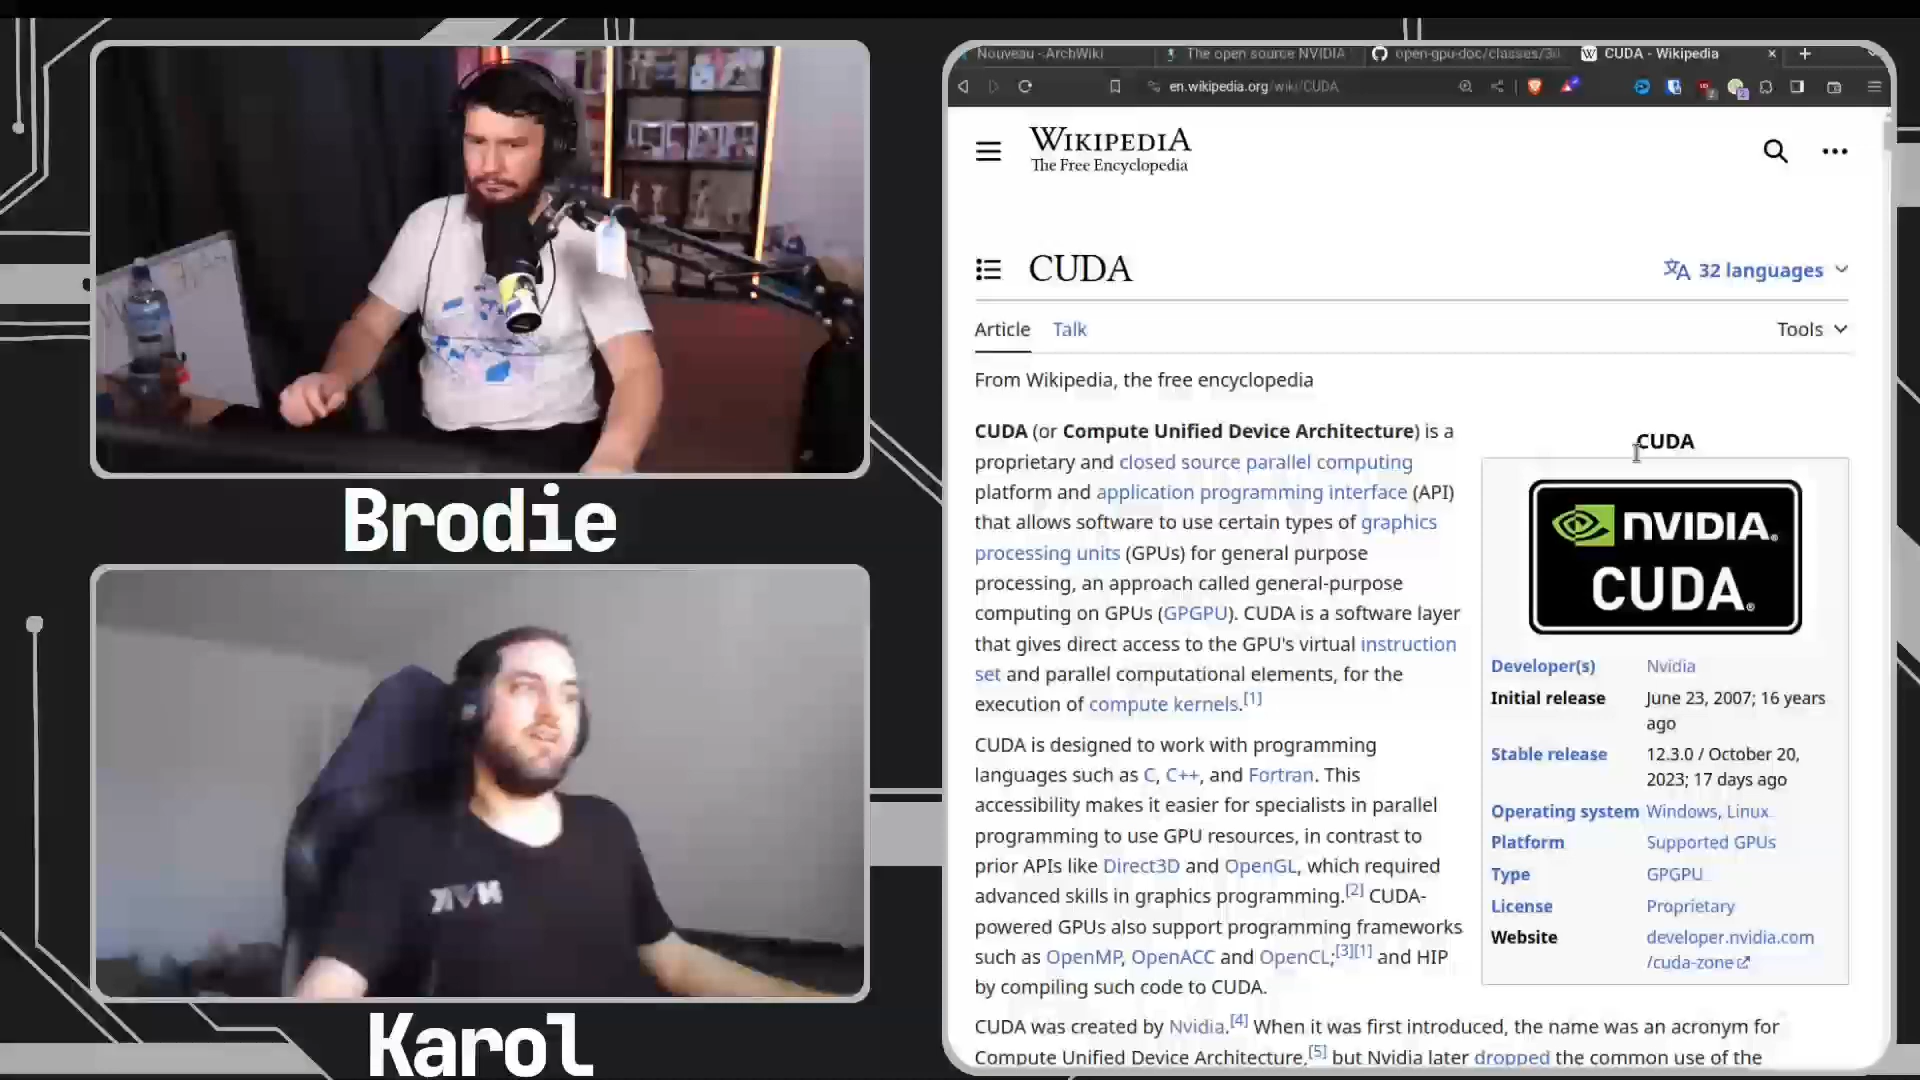 Nouveau - ArchWiki
The open source NVIDIA
open-gpu-doc/classes/3d
CUDA - Wikipedia
en.wikipedia.org/wiki/CUDA
WIKIPEDIA
The Free Encyclopedia
CUDA
32 languages
Article
Talk
Tools
From Wikipedia, the free encyclopedia
CUDA (or Compute Unified Device Architecture) is a
proprietary and closed source parallel computing
platform and application programming interface (API)
that allows software to use certain types of graphics
processing units (GPUs) for general purpose
processing, an approach called general-purpose
computing on GPUs (GPGPU). CUDA is a software layer
that gives direct access to the GPU's virtual instruction
set and parallel computational elements, for the
execution of compute kernels.[1]
CUDA is designed to work with programming
languages such as C, C++, and Fortran. This
accessibility makes it easier for specialists in parallel
programming to use GPU resources, in contrast to
prior APIs like Direct3D and OpenGL, which required
advanced skills in graphics programming.[2] CUDA-
powered GPUs also support programming frameworks
such as OpenMP, OpenACC and OpenCL;[3][1] and HIP
by compiling such code to CUDA.
CUDA was created by Nvidia.[4] When it was first introduced, the name was an acronym for
Compute Unified Device Architecture,[5] but Nvidia later dropped the common use of the
CUDA
NVIDIA.
CUDA.
Developer(s) Nvidia
Initial release June 23, 2007; 16 years
ago
Stable release 12.3.0 / October 20,
2023; 17 days ago
Operating system Windows, Linux
Platform Supported GPUs
Type GPGPU
License Proprietary
Website developer.nvidia.com
/cuda-zone
Brodie
Karol